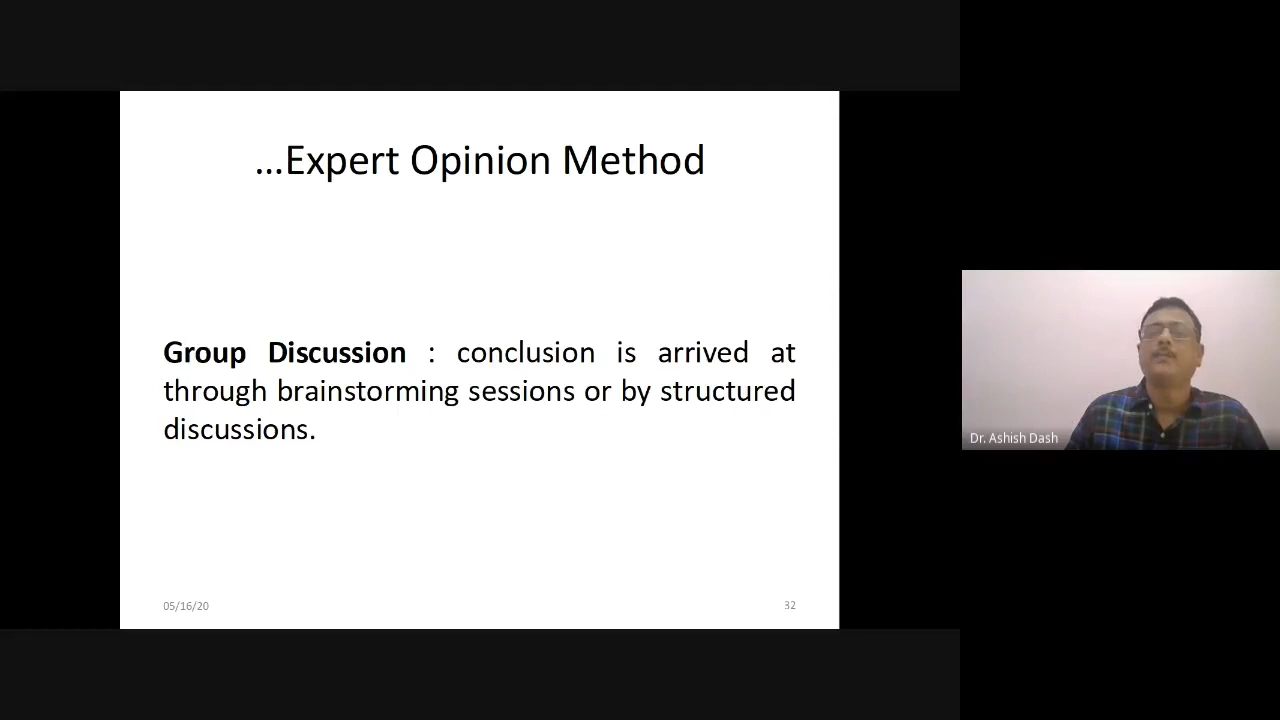 ...Expert Opinion Method
Group Discussion : conclusion is arrived at
through brainstorming sessions or by structured
discussions.
05/16/20
32
Dr. Ashish Dash